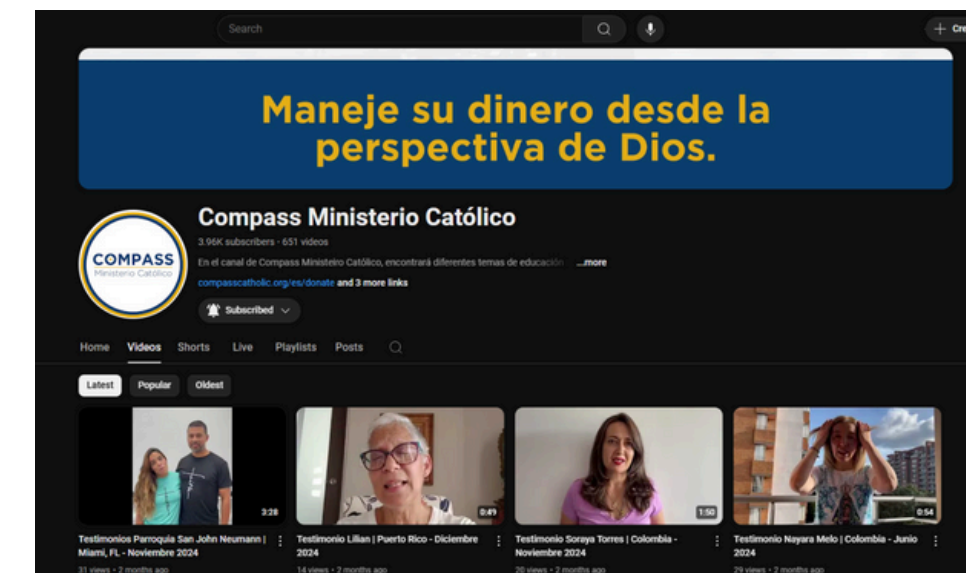 Search
Cre
Maneje su dinero desde la
perspectiva de Dios.
COMPASS
Ministerio Católico
Compass Ministerio Católico
3.96K subscribers • 651 videos
En el canal de Compass Ministeiro Católico, encontrará diferentes temas de educación ...more
compasscatholic.org/es/donate and 3 more links
Subscribed
Home Videos Shorts Live Playlists Posts
Latest Popular Oldest
3:28
0:49
1:50
0:54
Testimonios Parroquia San John Neumann |
Miami, FL - Noviembre 2024
31 views • 2 months ago
Testimonio Lilian | Puerto Rico - Diciembre
2024
14 views • 2 months ago
Testimonio Soraya Torres | Colombia -
Noviembre 2024
20 views • 2 months ago
Testimonio Nayara Melo | Colombia - Junio
2024
29 views • 2 months ago